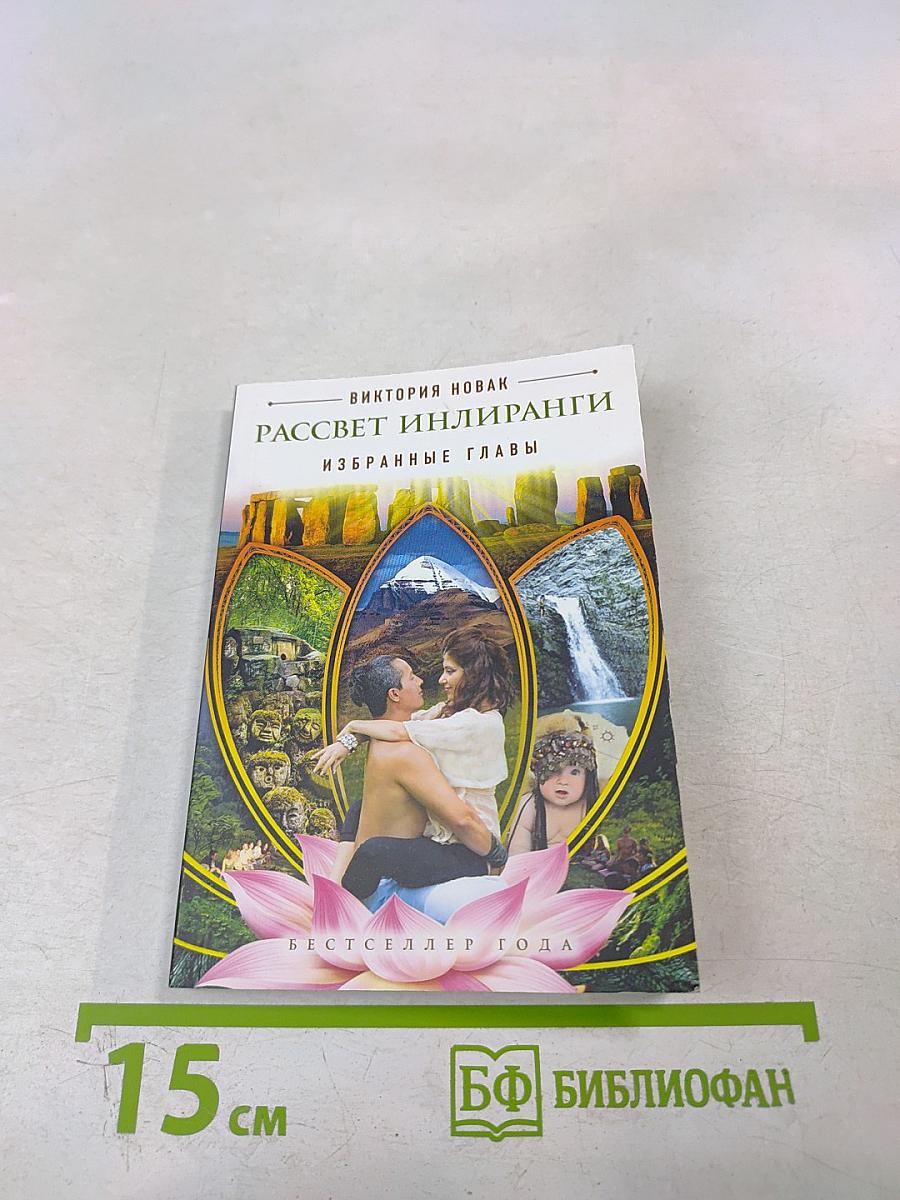 ВИКТОРИЯ НОВАК
РАССВЕТ ИНЛИРАНГИ
ИЗБРАННЫЕ ГЛАВЫ
БЕСТСЕЛЛЕР ГОДА
15 см
БФ БИБЛИОФАН